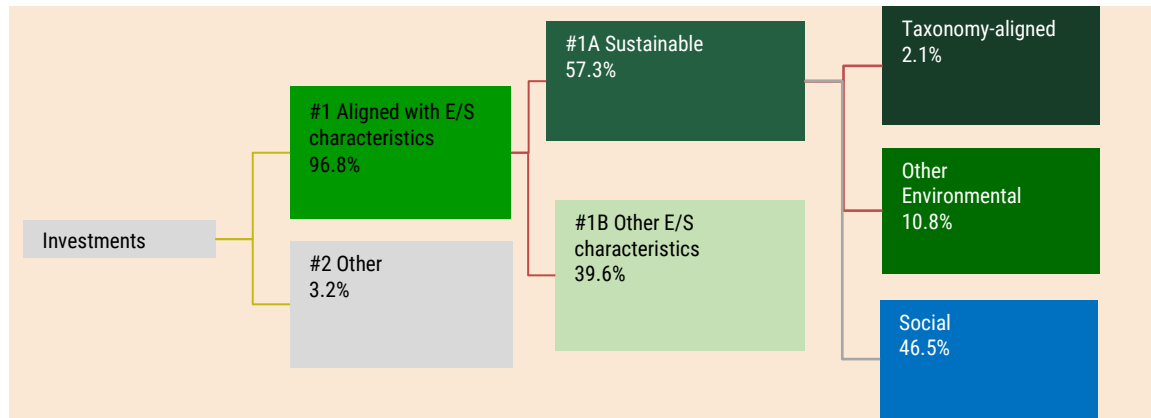 Investments
#1 Aligned with E/S
characteristics
96.8%
#2 Other
3.2%
#1A Sustainable
57.3%
#1B Other E/S
characteristics
39.6%
Taxonomy-aligned
2.1%
Other
Environmental
10.8%
Social
46.5%